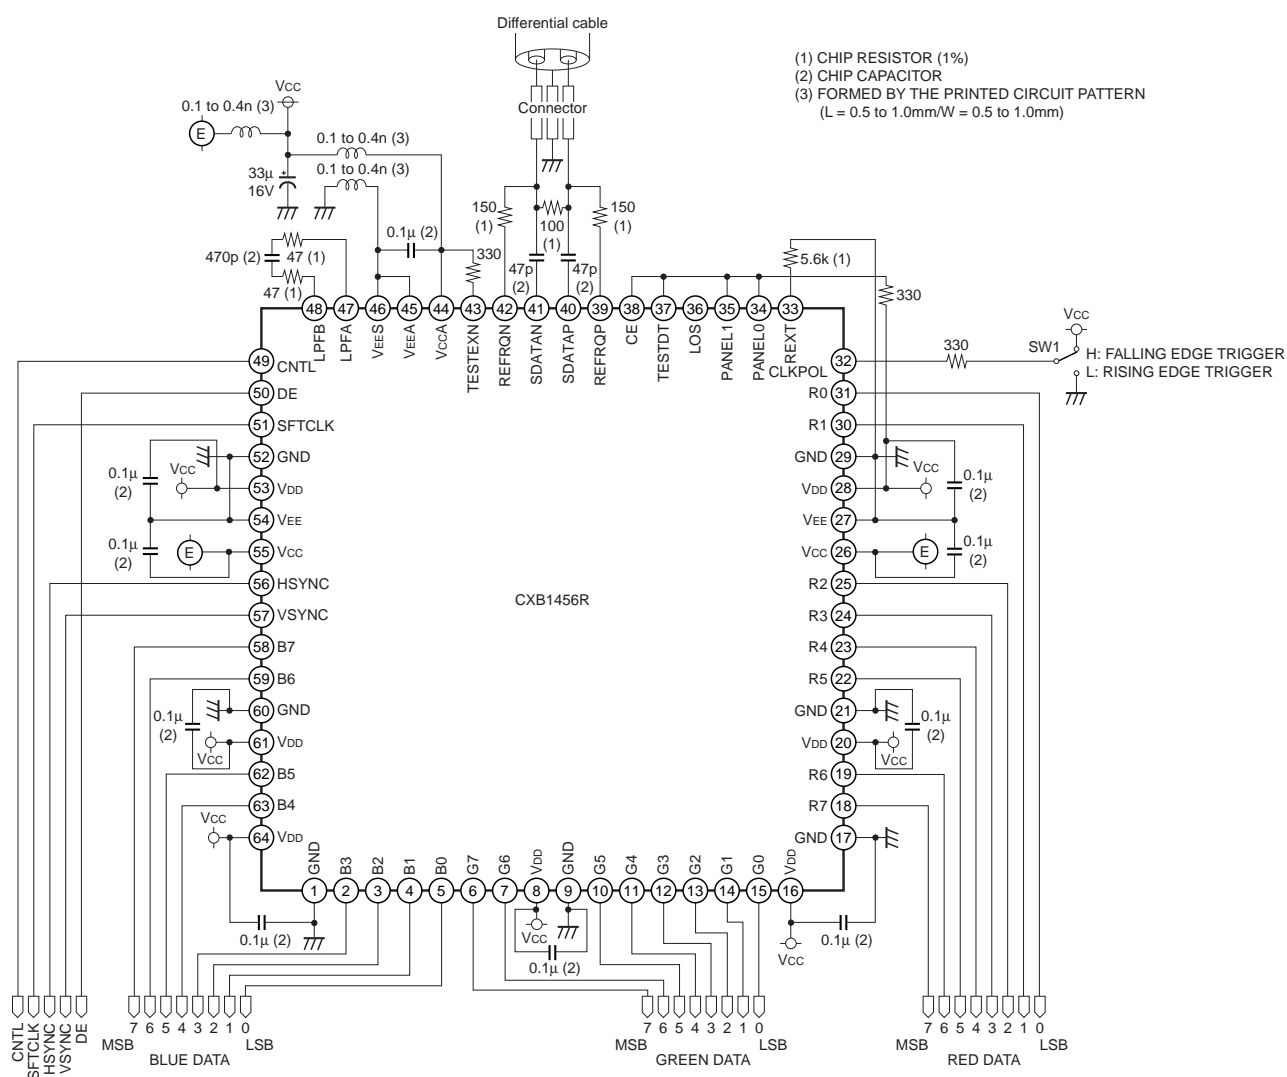 Differential cable
(1) CHIP RESISTOR (1%)
(2) CHIP CAPACITOR
(3) FORMED BY THE PRINTED CIRCUIT PATTERN
(L = 0.5 to 1.0mm/W = 0.5 to 1.0mm)
VCC
0.1 to 0.4n (3)
E
Connector
0.1 to 0.4n (3)
0.1 to 0.4n (3)
33µ
16V
150
(1)
100
(1)
150
(1)
0.1µ (2)
330
470p (2)
47 (1)
47 (1)
47p
(2)
47p
(2)
5.6k (1)
330
48 47 46 45 44 43 42 41 40 39 38 37 36 35 34 33
LPFB
LPFA
VEES
VEEA
VCCA
TESTEXN
REFRQN
SDATAN
SDATAP
REFRQP
CE
TESTDT
LOS
PANEL1
PANEL0
REXT
VCC
SW1
H: FALLING EDGE TRIGGER
L: RISING EDGE TRIGGER
330
49 CNTL
50 DE
51 SFTCLK
52 GND
53 VDD
54 VEE
55 VCC
56 HSYNC
57 VSYNC
58 B7
59 B6
60 GND
61 VDD
62 B5
63 B4
64 VDD
0.1µ
(2)
VCC
0.1µ
(2)
E
0.1µ
(2)
VCC
VCC
CXB1456R
CLKPOL 32
R0 31
R1 30
GND 29
VDD 28
VEE 27
VCC 26
R2 25
R3 24
R4 23
R5 22
GND 21
VDD 20
R6 19
R7 18
GND 17
VCC
0.1µ
(2)
E
0.1µ
(2)
0.1µ
(2)
VCC
GND
B3
B2
B1
B0
G7
G6
VDD
GND
G5
G4
G3
G2
G1
G0
VDD
1 2 3 4 5 6 7 8 9 10 11 12 13 14 15 16
0.1µ (2)
VCC
0.1µ (2)
VCC
0.1µ (2)
CNTL
SFTCLK
HSYNC
VSYNC
DE
7 6 5 4 3 2 1 0
MSB LSB
BLUE DATA
7 6 5 4 3 2 1 0
MSB LSB
GREEN DATA
7 6 5 4 3 2 1 0
MSB LSB
RED DATA